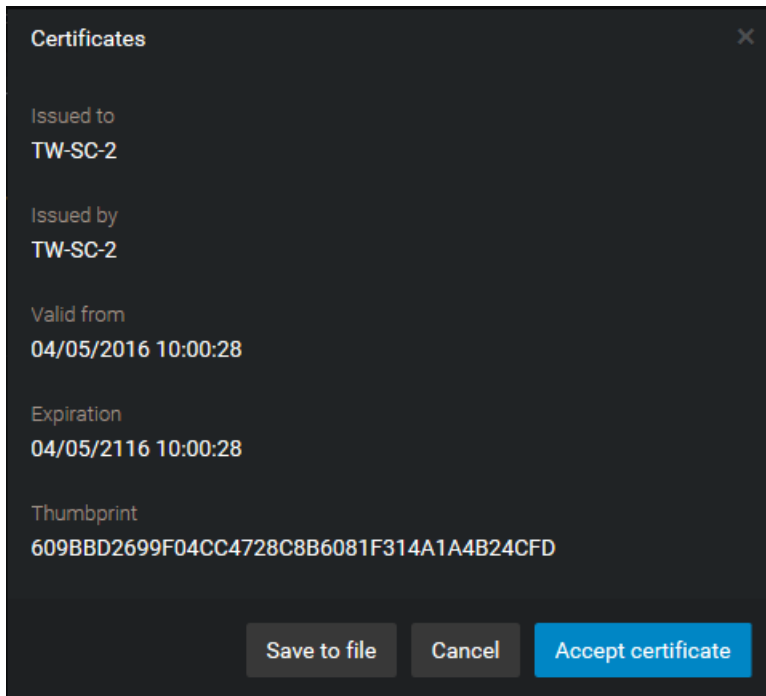 Certificates
Issued to
TW-SC-2
Issued by
TW-SC-2
Valid from
04/05/2016 10:00:28
Expiration
04/05/2116 10:00:28
Thumbprint
609BBD2699F04CC4728C8B6081F314A1A4B24CFD
Save to file Cancel Accept certificate